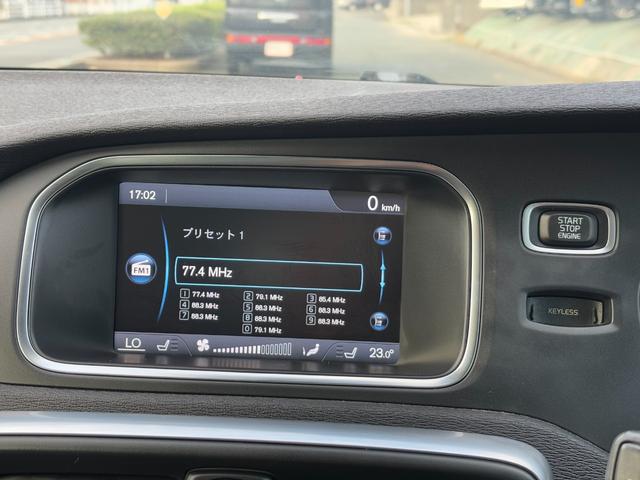 17:02
0 km/h
プリセット 1
FM1
77.4 MHz
1 77.4 MHz 2 79.1 MHz 3 85.4 MHz
4 88.3 MHz 5 88.3 MHz 6 88.3 MHz
7 88.3 MHz 8 88.3 MHz 9 88.3 MHz
0 79.1 MHz
LO
23.0°
START
STOP
ENGINE
KEYLESS